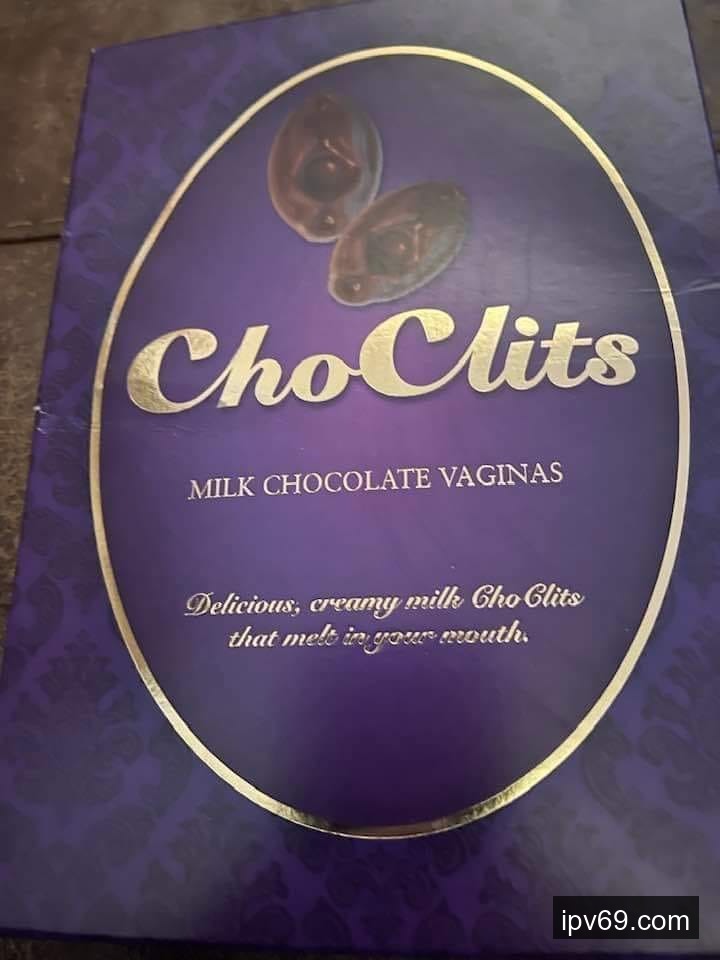 ChoClits
MILK CHOCOLATE VAGINAS
Delicious, creamy milk ChoClits
that melt in your mouth.
ipv69.com